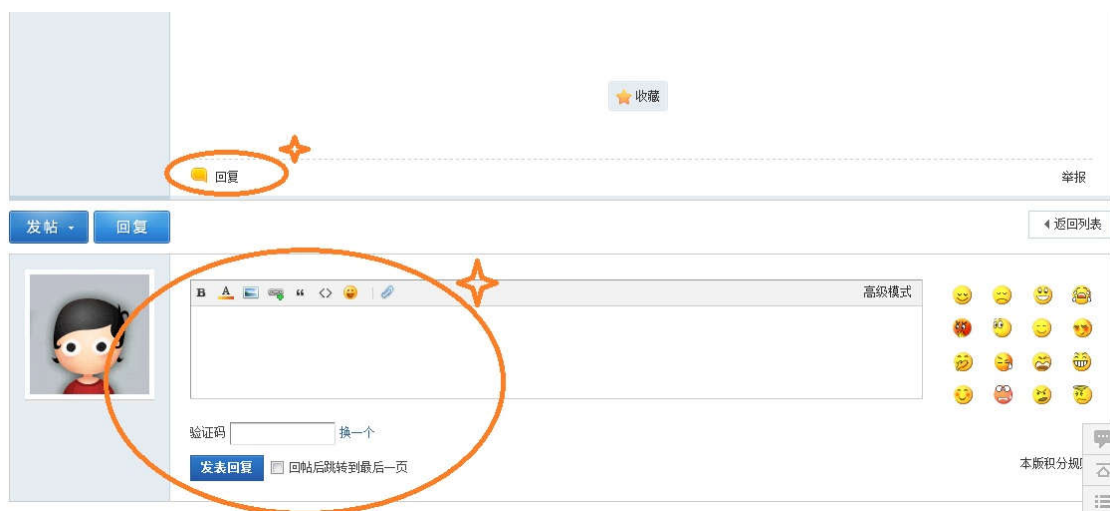 收藏
回复 举报
发帖 回复 返回列表
B A “ <> 高级模式
验证码 换一个
发表回复 回帖后跳转到最后一页 本版积分规